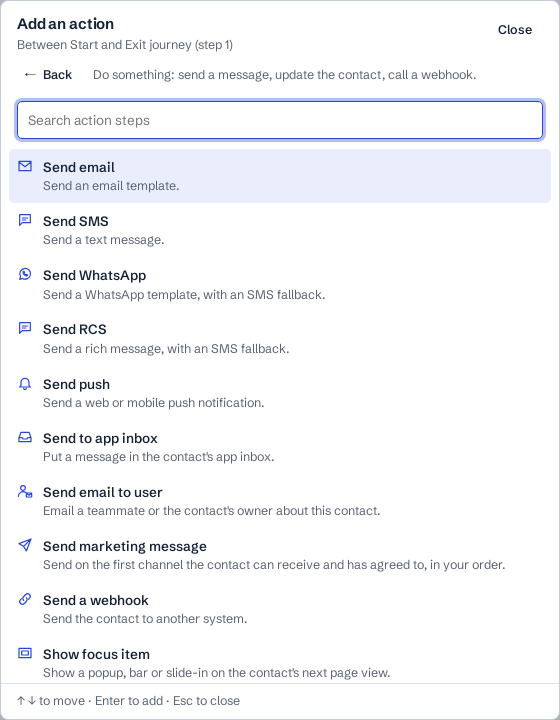 Add an action
Close
Between Start and Exit journey (step 1)
← Back Do something: send a message, update the contact, call a webhook.
Search action steps
Send email
Send an email template.
Send SMS
Send a text message.
Send WhatsApp
Send a WhatsApp template, with an SMS fallback.
Send RCS
Send a rich message, with an SMS fallback.
Send push
Send a web or mobile push notification.
Send to app inbox
Put a message in the contact's app inbox.
Send email to user
Email a teammate or the contact's owner about this contact.
Send marketing message
Send on the first channel the contact can receive and has agreed to, in your order.
Send a webhook
Send the contact to another system.
Show focus item
Show a popup, bar or slide-in on the contact's next page view.
↑↓ to move · Enter to add · Esc to close